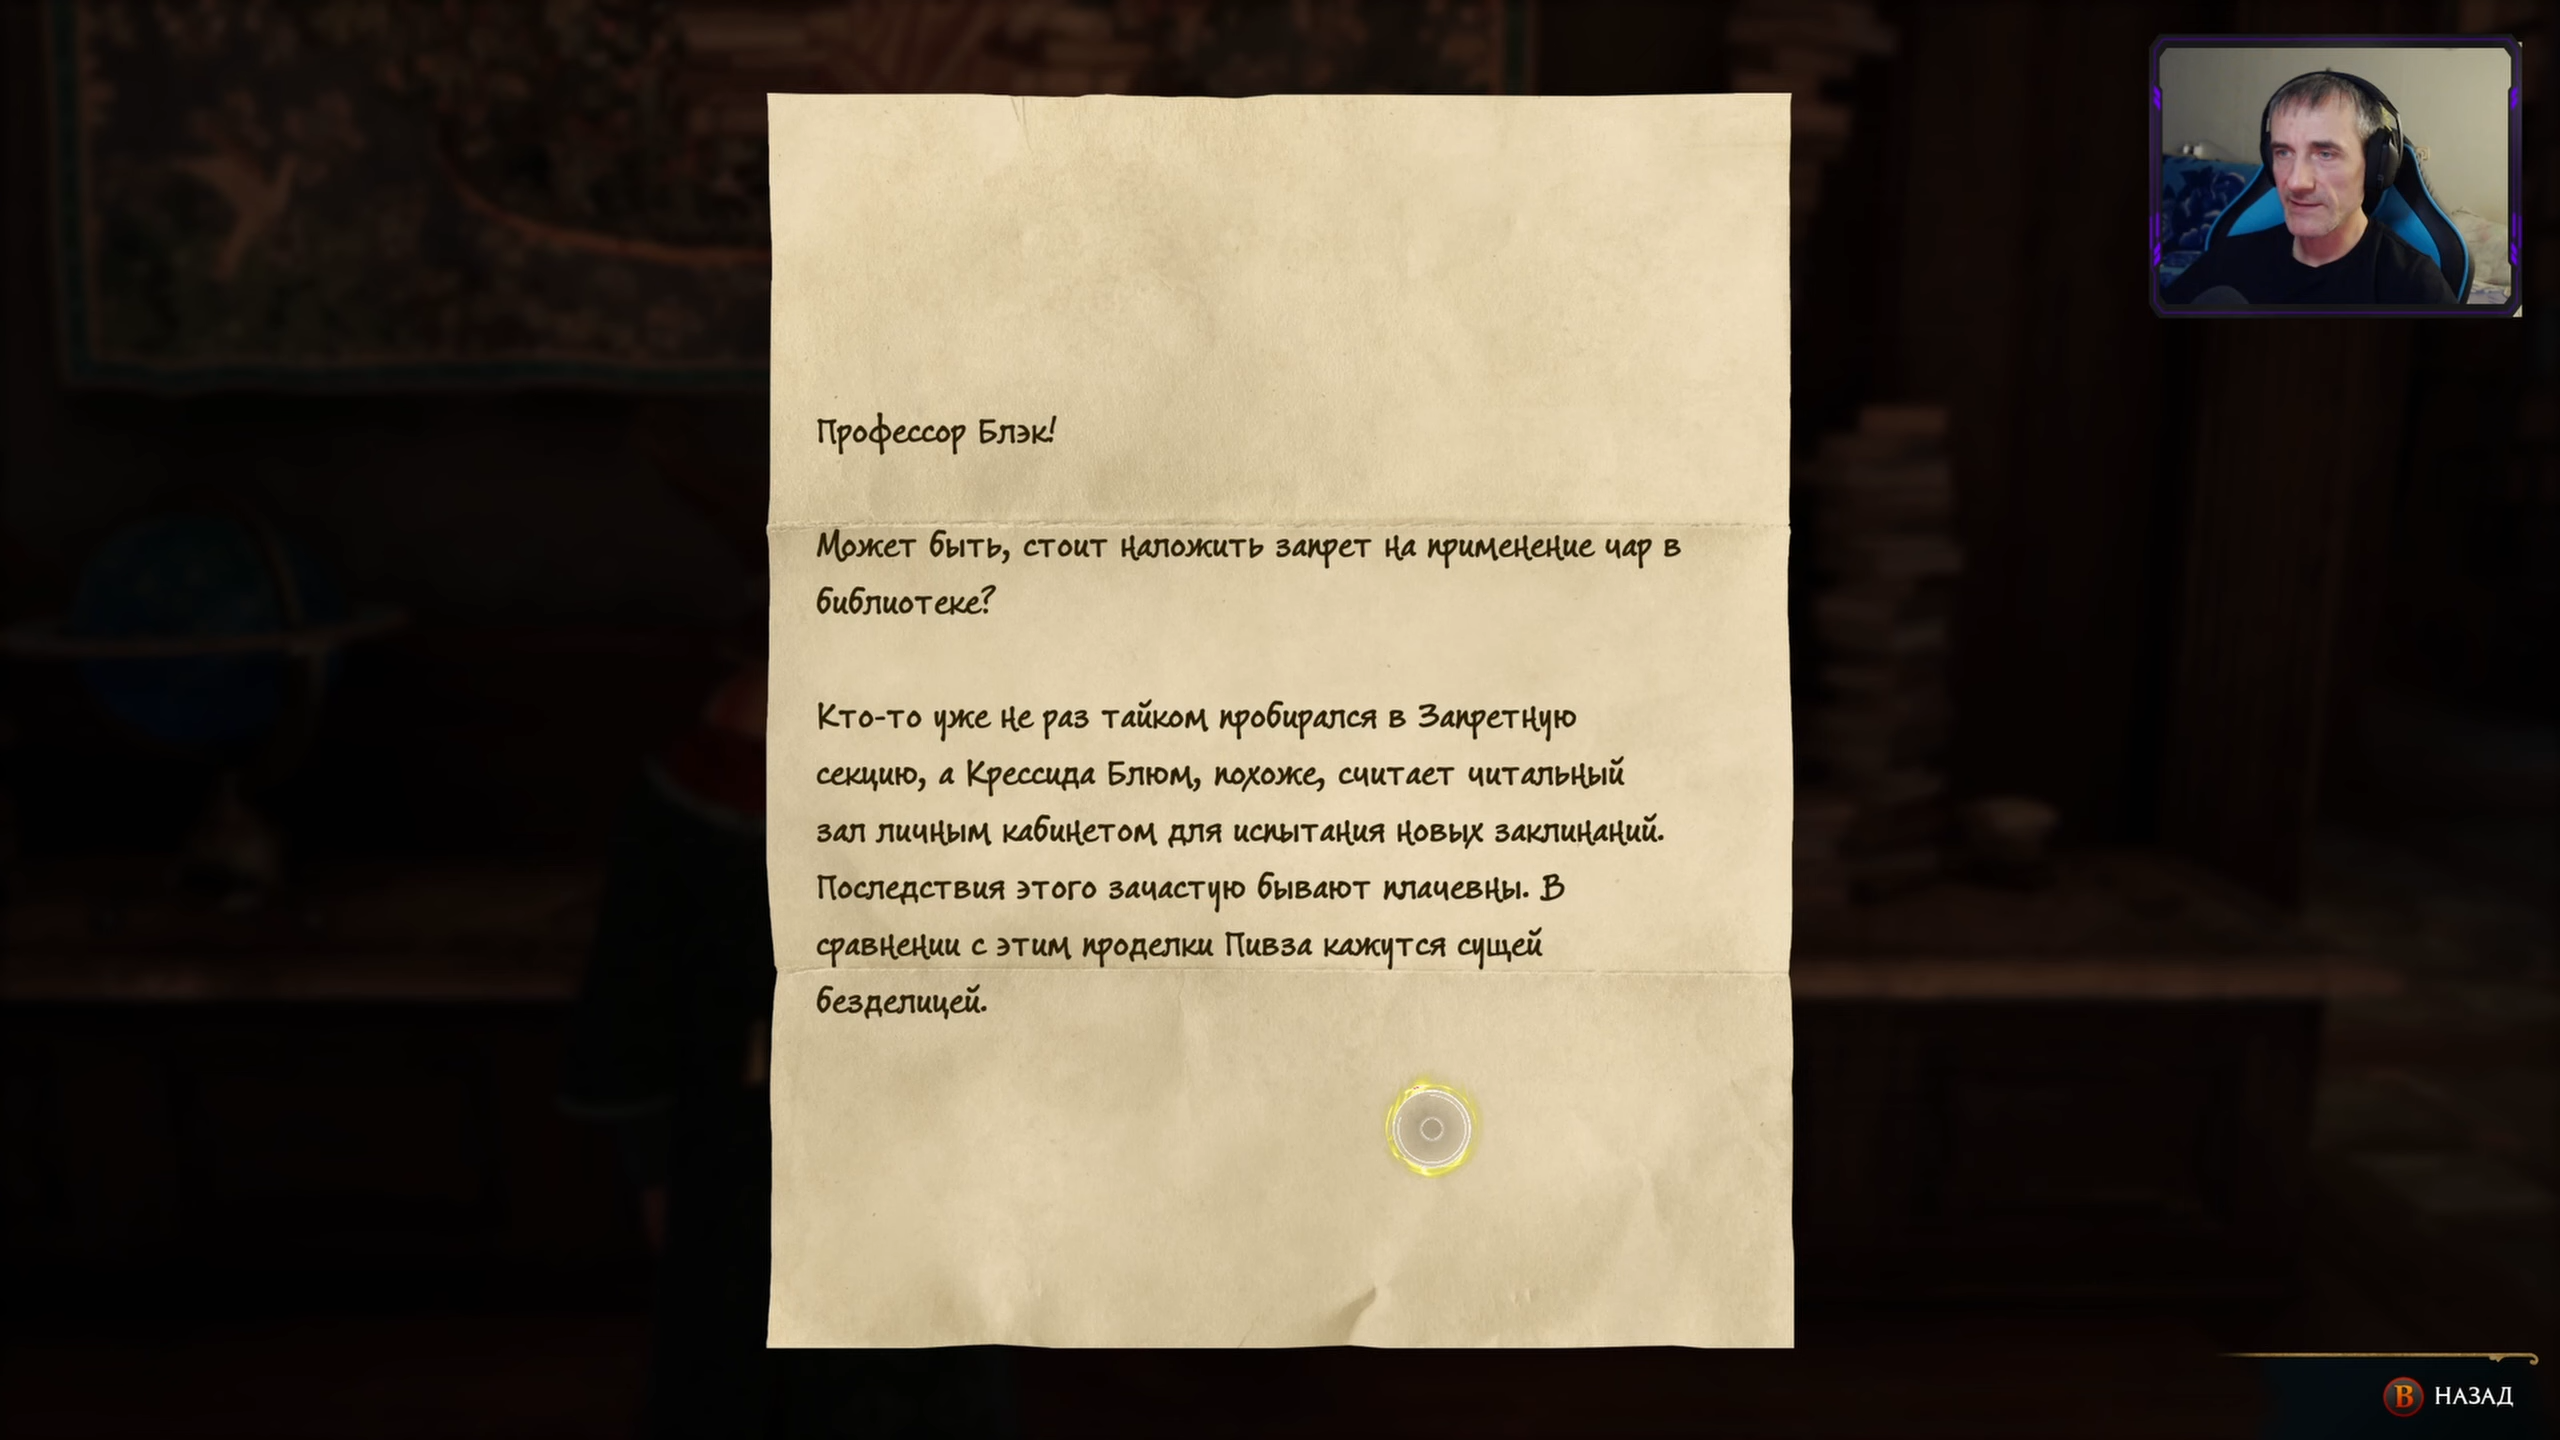 Профессор Блэк!
Может быть, стоит наложить запрет на применение чар в
библиотеке?
Кто-то уже не раз тайком пробирался в Запретную
секцию, а Крессида Блюм, похоже, считает читальный
зал личным кабинетом для испытания новых заклинаний.
Последствия этого зачастую бывают плачевны. В
сравнении с этим проделки Пивза кажутся сущей
безделицей.
B НАЗАД